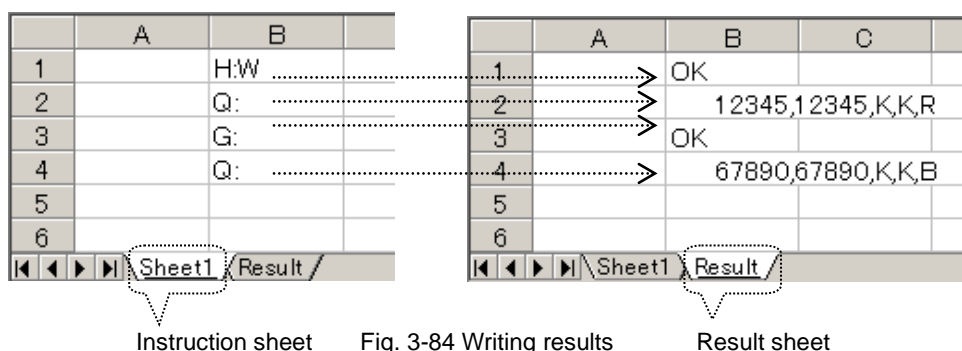 A B
1 H:W
2 Q:
3 G:
4 Q:
5
6
Sheet1 Result
A B C
1 OK
2 12345,12345,K,K,R
3 OK
4 67890,67890,K,K,B
5
6
Sheet1 Result
Instruction sheet Fig. 3-84 Writing results Result sheet